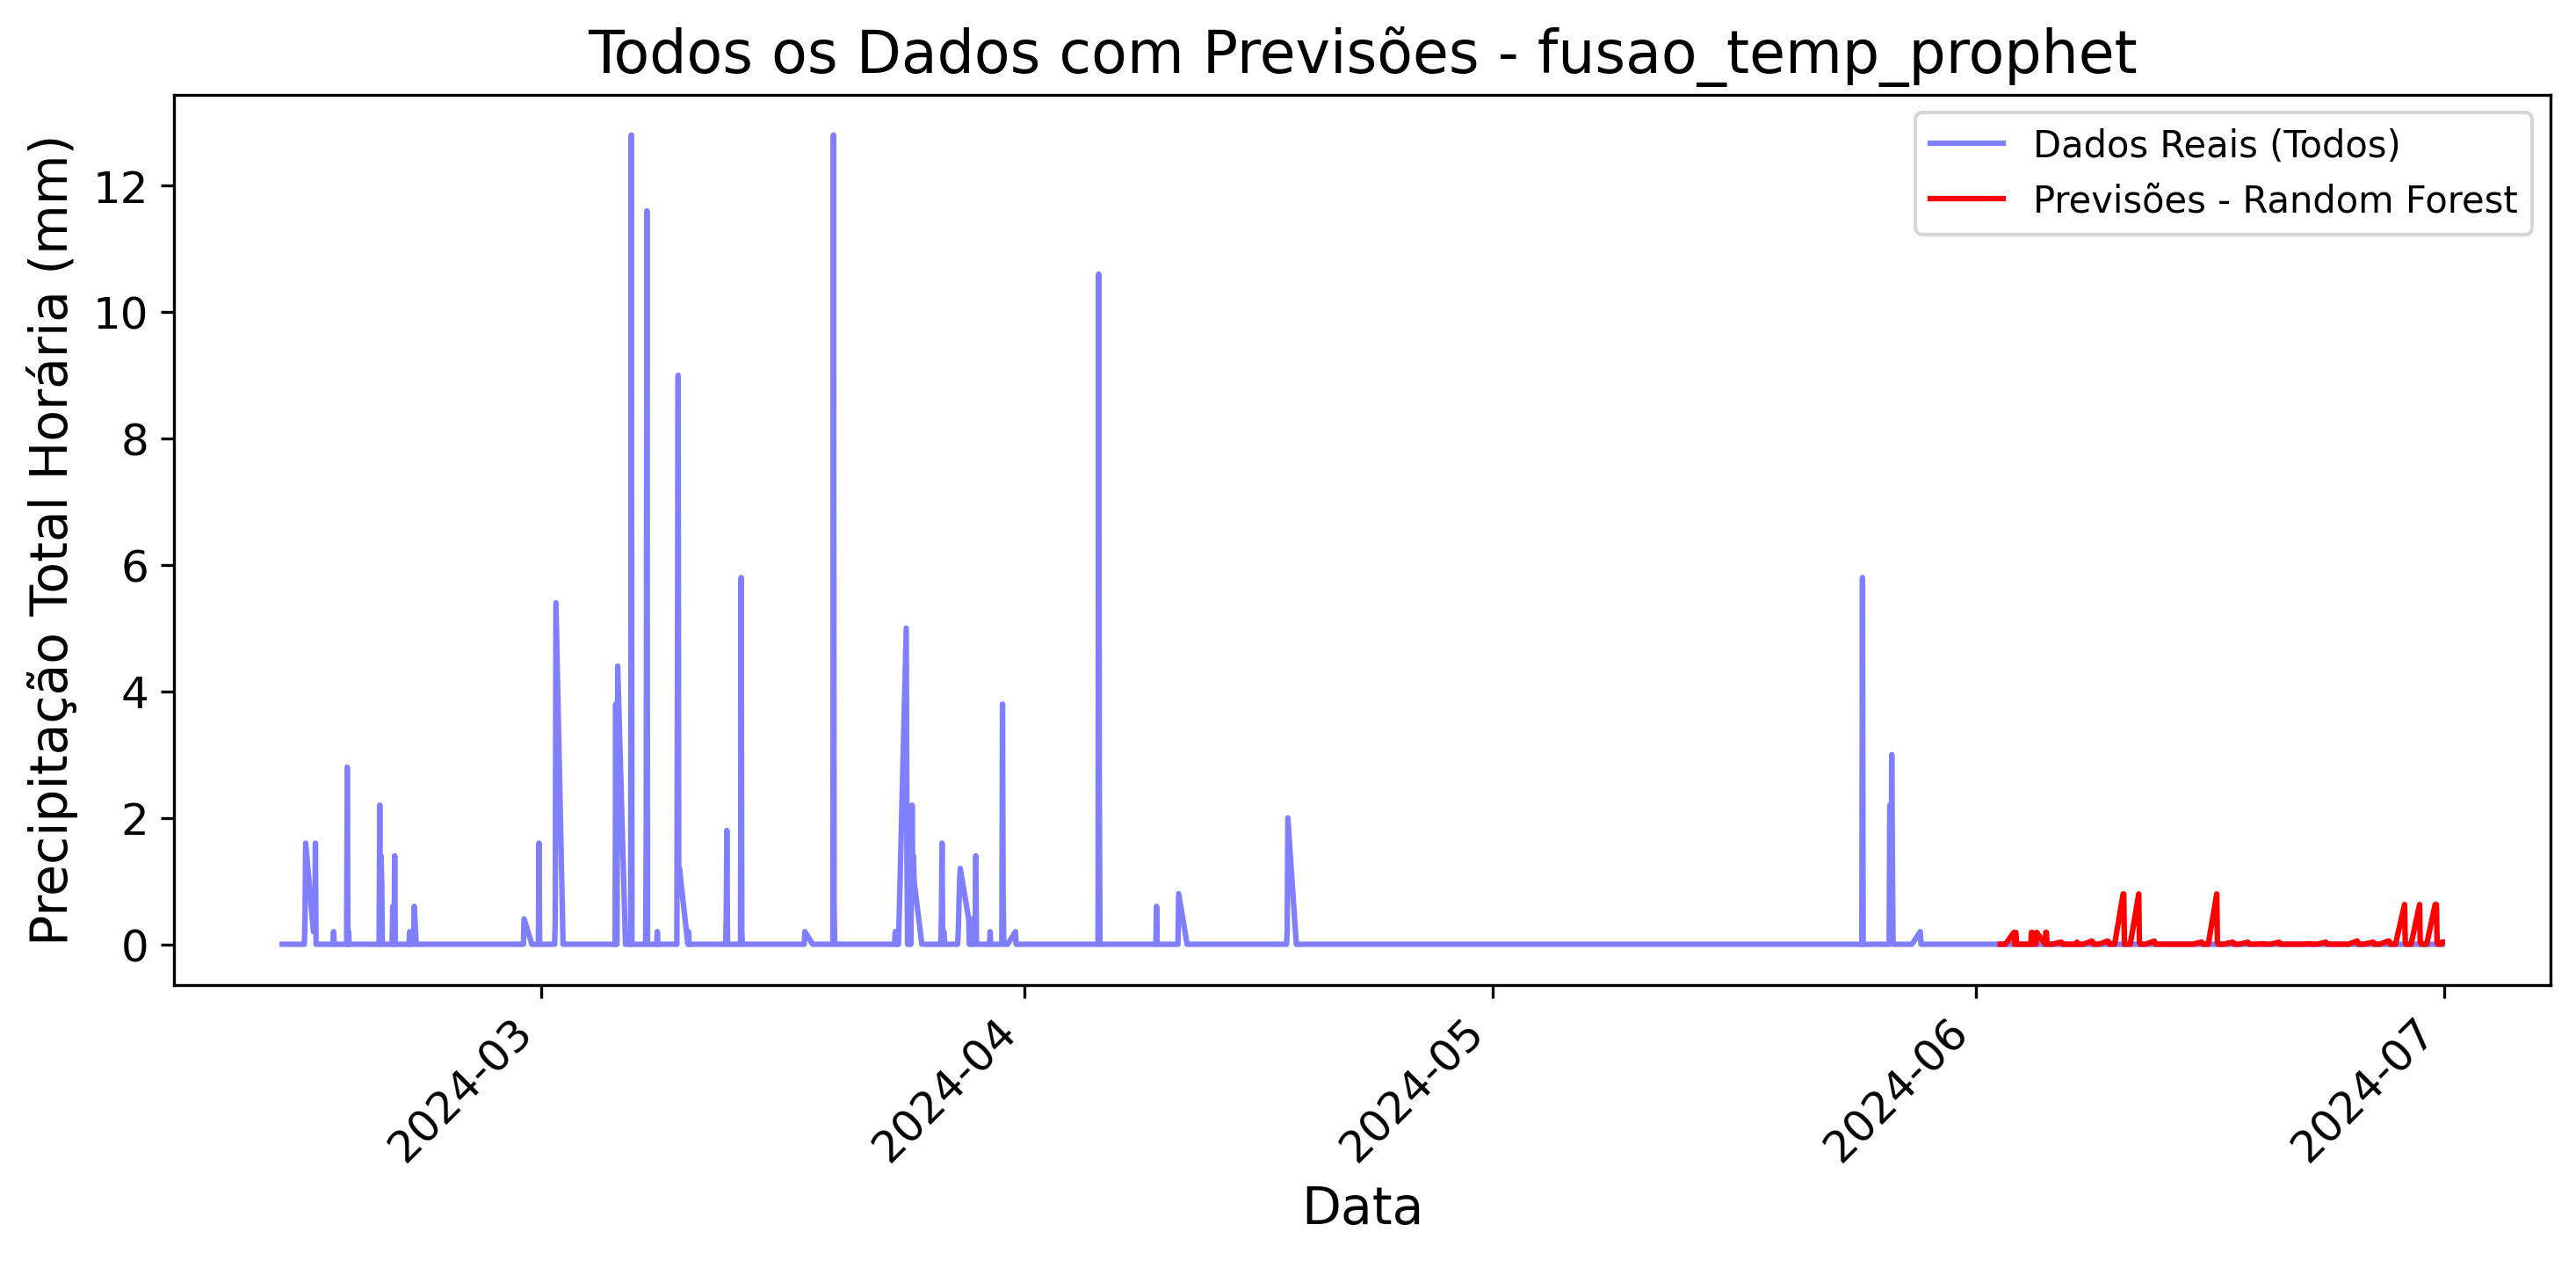 Todos os Dados com Previsões - fusao_temp_prophet
Dados Reais (Todos)
Previsões - Random Forest
Precipitação Total Horária (mm)
12
10
8
6
4
2
0
2024-03
2024-04
2024-05
2024-06
2024-07
Data